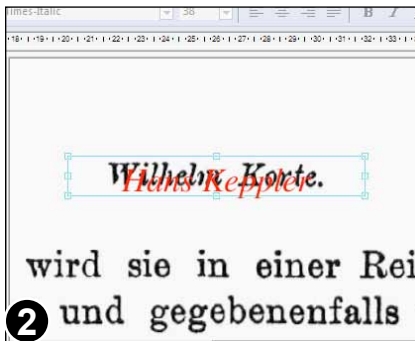 imes-Italic 38 B I
18 19 20 21 22 23 24 25 26 27 28 29 30 31 32 33
Wilhelm Korte.
Hans Keppler
wird sie in einer Rei
2 und gegebenenfalls